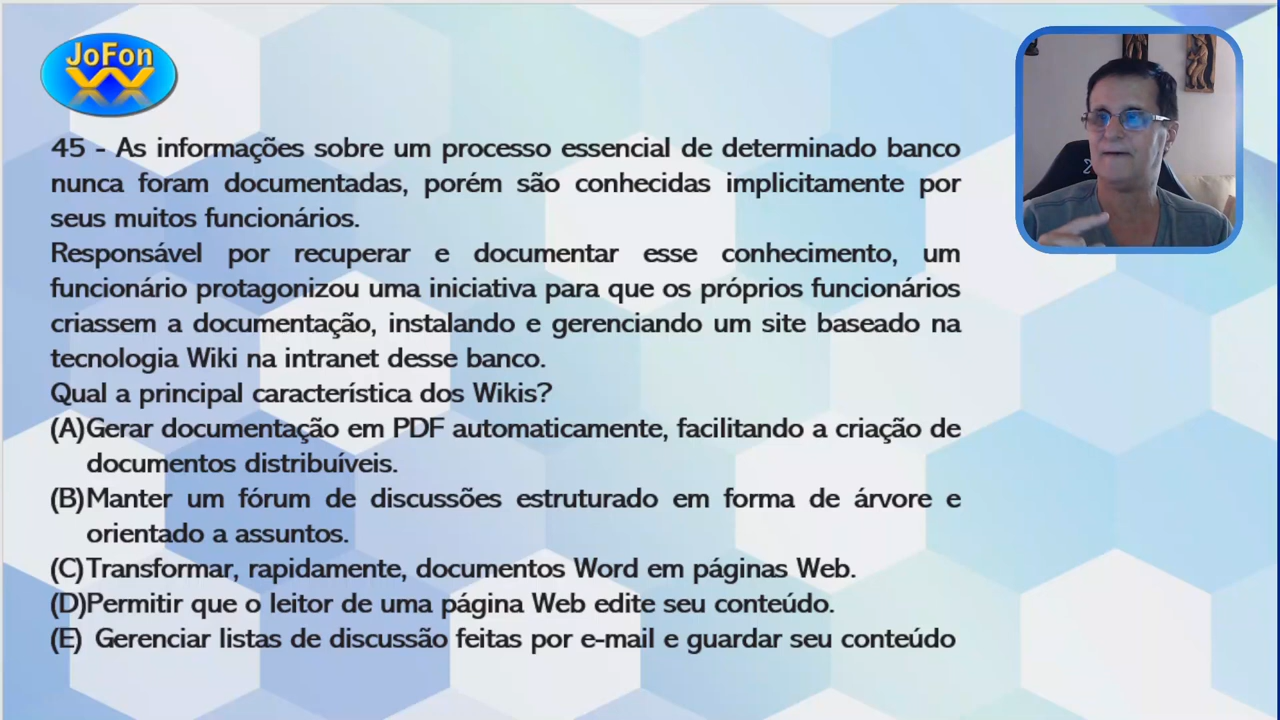 JoFon
45 - As informações sobre um processo essencial de determinado banco
nunca foram documentadas, porém são conhecidas implicitamente por
seus muitos funcionários.
Responsável por recuperar e documentar esse conhecimento, um
funcionário protagonizou uma iniciativa para que os próprios funcionários
criassem a documentação, instalando e gerenciando um site baseado na
tecnologia Wiki na intranet desse banco.
Qual a principal característica dos Wikis?
(A)Gerar documentação em PDF automaticamente, facilitando a criação de
documentos distribuíveis.
(B)Manter um fórum de discussões estruturado em forma de árvore e
orientado a assuntos.
(C)Transformar, rapidamente, documentos Word em páginas Web.
(D)Permitir que o leitor de uma página Web edite seu conteúdo.
(E) Gerenciar listas de discussão feitas por e-mail e guardar seu conteúdo